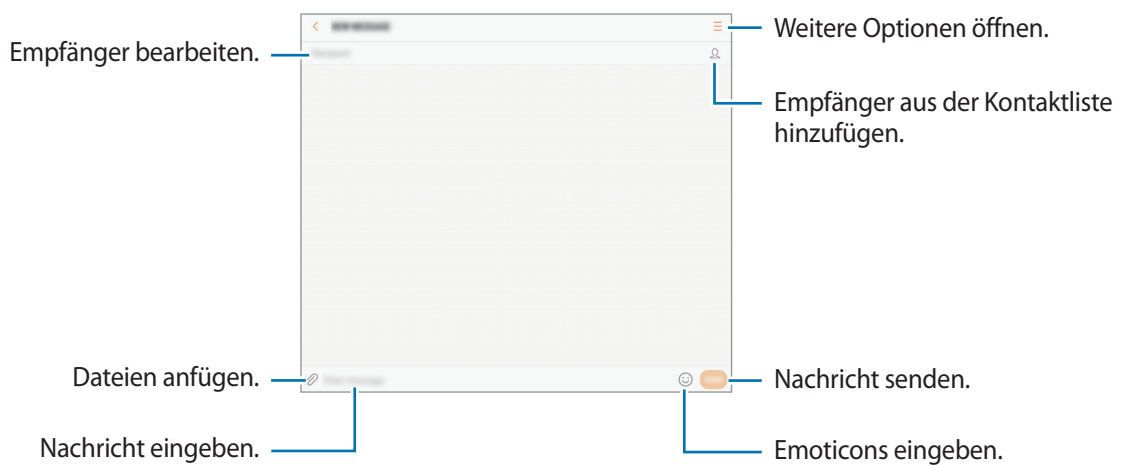 Weitere Optionen öffnen.
Empfänger bearbeiten.
Empfänger aus der Kontaktliste
hinzufügen.
Dateien anfügen.
Nachricht senden.
Nachricht eingeben.
Emoticons eingeben.